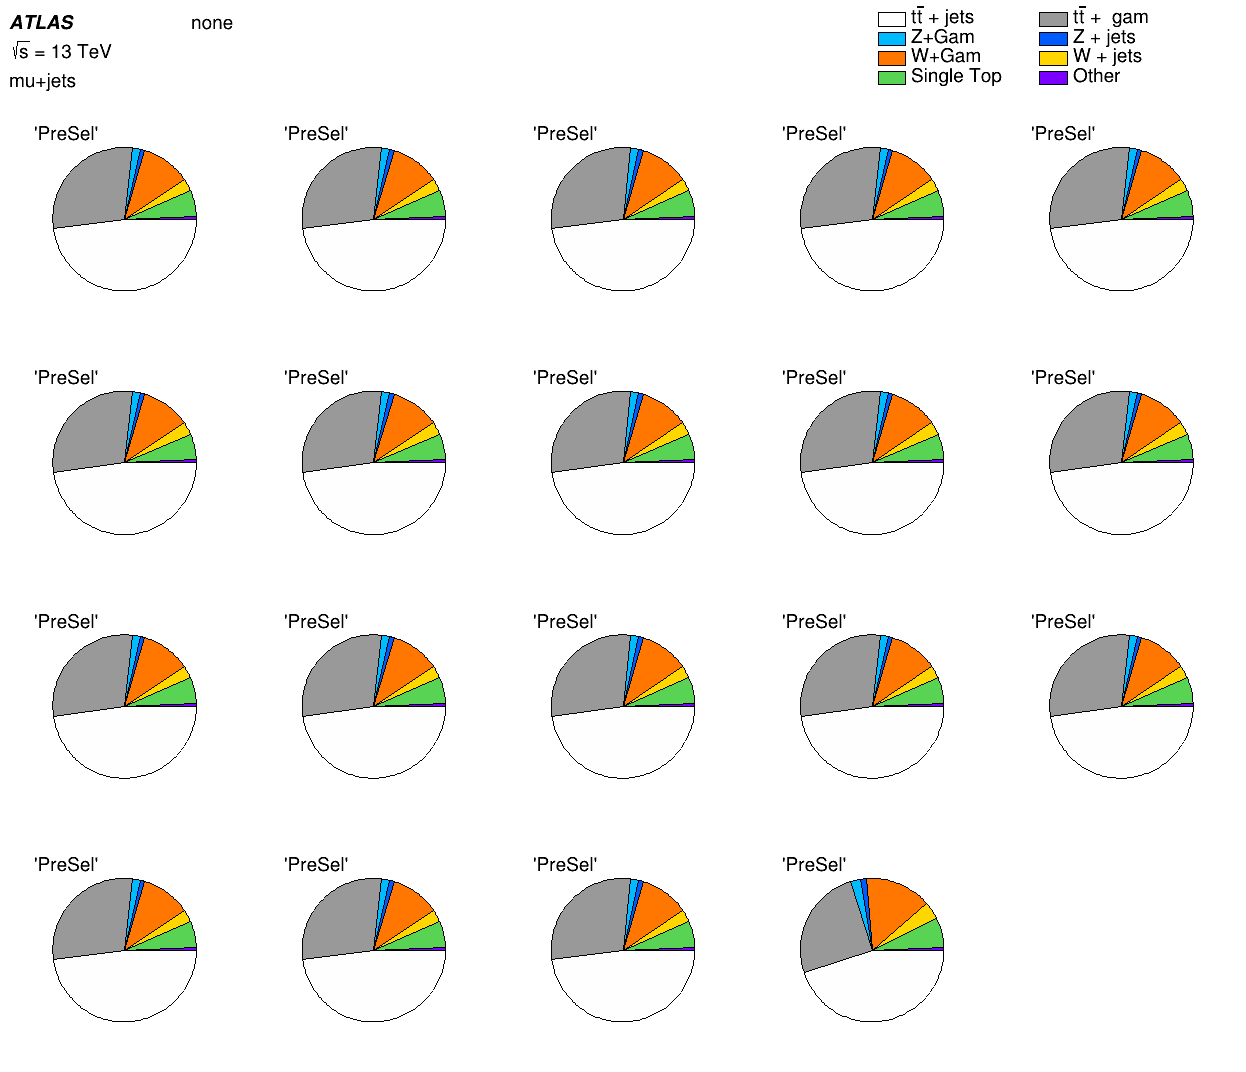 ATLAS none
√s = 13 TeV
mu+jets
tt̄ + jets
tt̄ + gam
Z+Gam
Z + jets
W+Gam
W + jets
Single Top
Other
'PreSel' 'PreSel' 'PreSel' 'PreSel' 'PreSel'
'PreSel' 'PreSel' 'PreSel' 'PreSel' 'PreSel'
'PreSel' 'PreSel' 'PreSel' 'PreSel' 'PreSel'
'PreSel' 'PreSel' 'PreSel' 'PreSel'